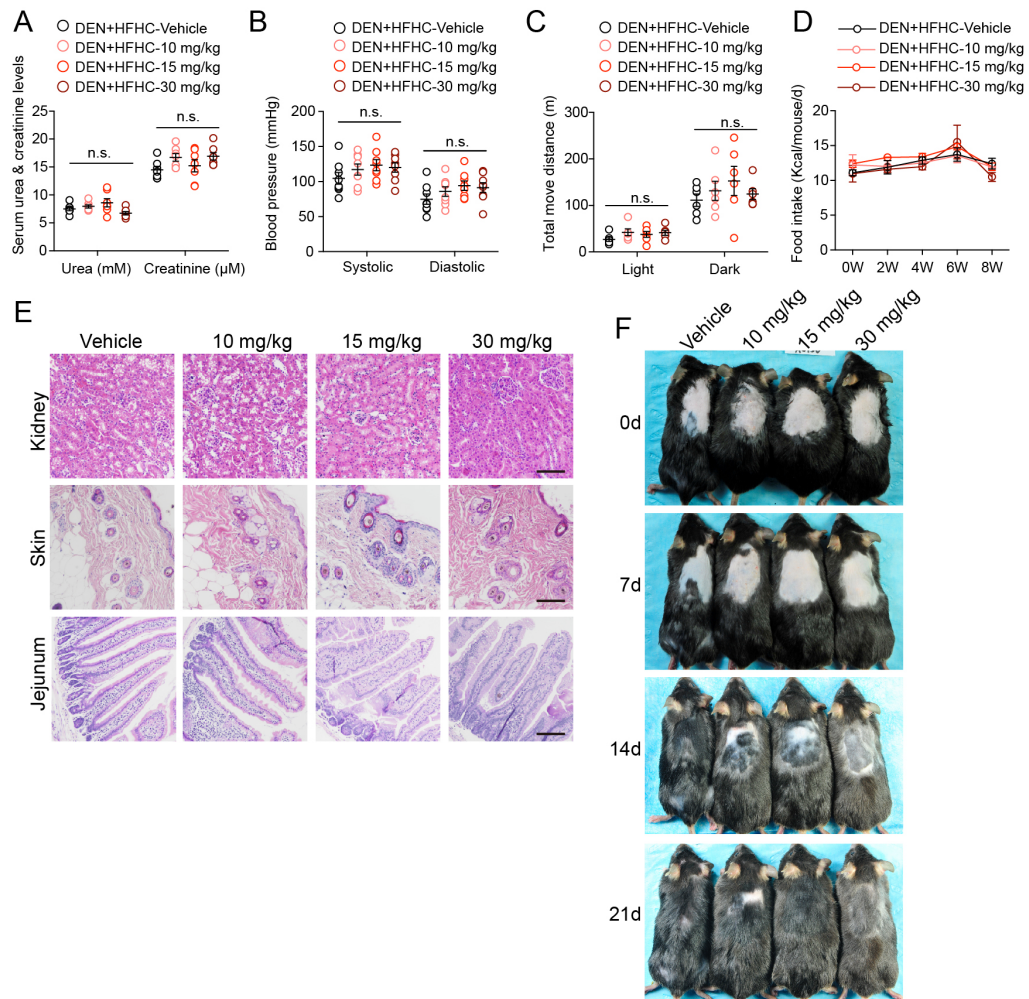 A
DEN+HFHC-Vehicle
DEN+HFHC-10 mg/kg
DEN+HFHC-15 mg/kg
DEN+HFHC-30 mg/kg
Serum urea & creatinine levels
25
20
15
10
5
0
n.s.
n.s.
Urea (mM)
Creatinine (μM)
B
DEN+HFHC-Vehicle
DEN+HFHC-10 mg/kg
DEN+HFHC-15 mg/kg
DEN+HFHC-30 mg/kg
Blood pressure (mmHg)
200
150
100
50
0
n.s.
n.s.
Systolic
Diastolic
C
DEN+HFHC-Vehicle
DEN+HFHC-10 mg/kg
DEN+HFHC-15 mg/kg
DEN+HFHC-30 mg/kg
Total move distance (m)
300
200
100
50
0
n.s.
n.s.
Light
Dark
D
DEN+HFHC-Vehicle
DEN+HFHC-10 mg/kg
DEN+HFHC-15 mg/kg
DEN+HFHC-30 mg/kg
Food intake (Kcal/mouse/d)
20
15
10
5
0
0W
2W
4W
6W
8W
E
Vehicle
10 mg/kg
15 mg/kg
30 mg/kg
Kidney
Skin
Jejunum
F
Vehicle
10 mg/kg
15 mg/kg
30 mg/kg
0d
7d
14d
21d